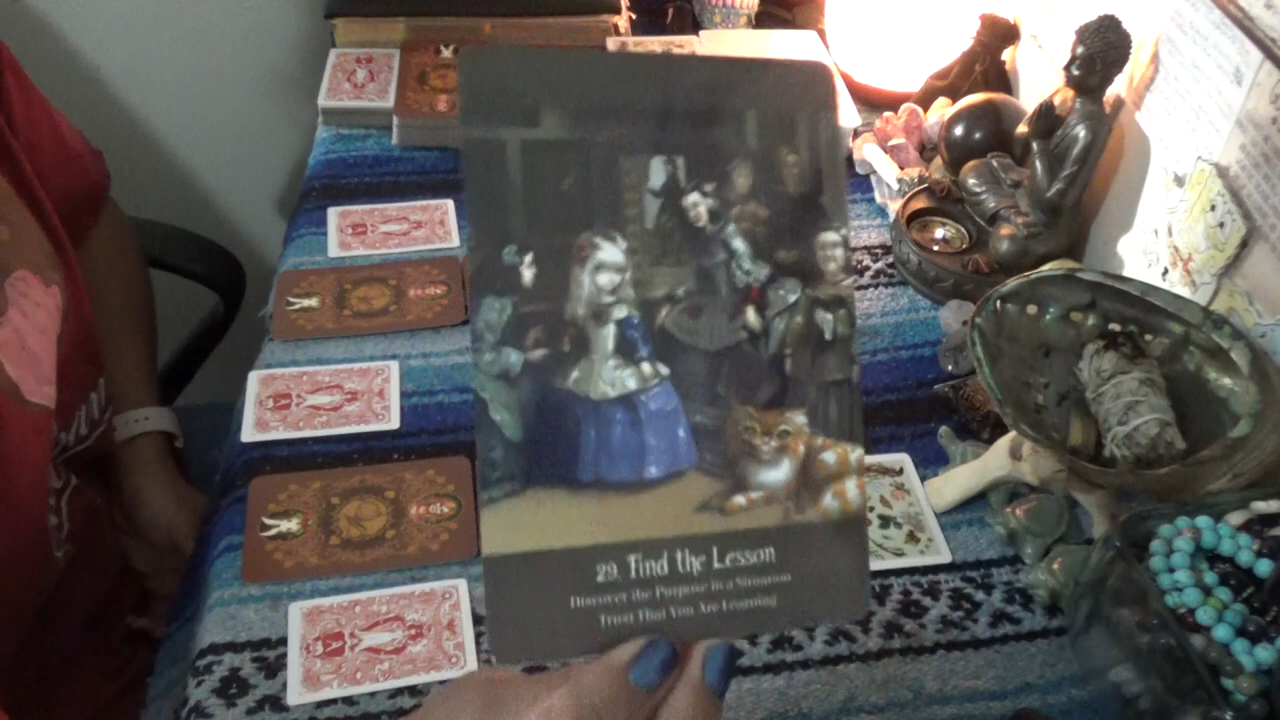 29. Find the Lesson
Discover the Purpose in a Situation
Trust That You Are Learning